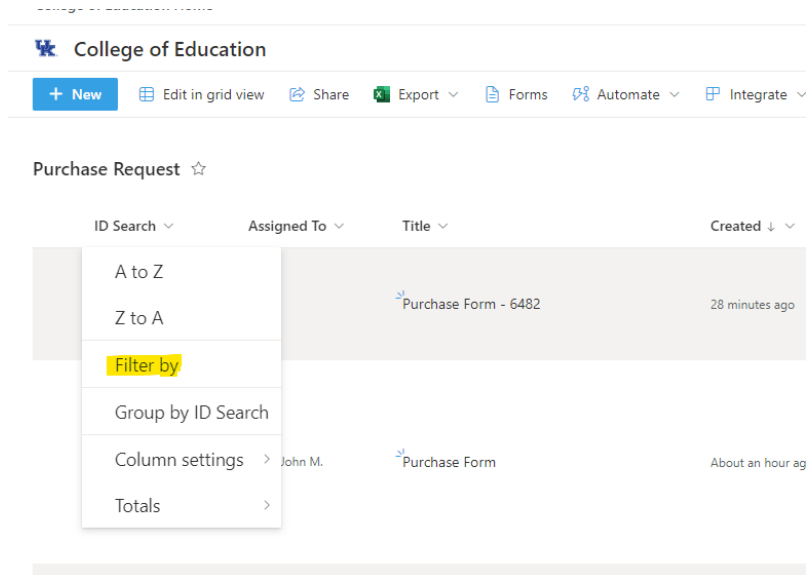 College of Education
New Edit in grid view Share Export Forms Automate Integrate
Purchase Request
ID Search Assigned To Title Created
A to Z
Z to A
Purchase Form - 6482 28 minutes ago
Filter by
Group by ID Search
Column settings John M. Purchase Form About an hour ag
Totals